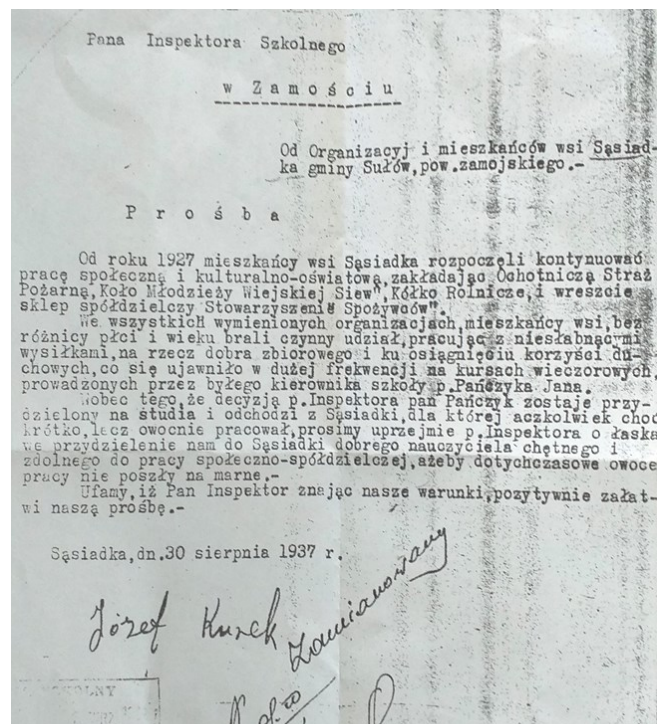 Pana Inspektora Szkolnego
w Zamościu
Od Organizacyj i mieszkańców wsi Sąsiad-
ka gminy Sułów,pow.zamojskiego.-
Prośba
Od roku 1927 mieszkańcy wsi Sąsiadka rozpoczęli kontynuować
pracę społeczną i kulturalno-oświatową,zakładając Ochotniczą Straż
Pożarną,Koło Młodzieży Wiejskiej Siew",Kółko Rolnicze,i wreszcie
sklep spółdzielczy Stowarzyszenie Spożywców".
We wszystkich wymienionych organizacjach,mieszkańcy wsi,bez
różnicy płci i wieku brali czynny udział,pracując z niesłabnącymi
wysiłkami,na rzecz dobra zbiorowego i ku osiągnięciu korzyści du-
chowych,co się ujawniło w dużej frekwencji na kursach wieczorowych,
prowadzonych przez byłego kierownika szkoły p.Pańczyka Jana.
Wobec tego,że decyzją p.Inspektora pan Pańczyk zostaje przy-
dzielony na studia i odchodzi z Sąsiadki,dla której aczkolwiek choć
krótko,lecz owocnie pracował,prosimy uprzejmie p.Inspektora o łaska
we przydzielenie nam do Sąsiadki dobrego nauczyciela chętnego i
zdolnego do pracy społeczno-spółdzielczej,ażeby dotychczasowe owoce
pracy nie poszły na marne.-
Ufamy,iż Pan Inspektor znając nasze warunki,pozytywnie załat-
wi naszą prośbę.-
Sąsiadka,dn.30 sierpnia 1937 r.
Józef Kurek
Zamianowany